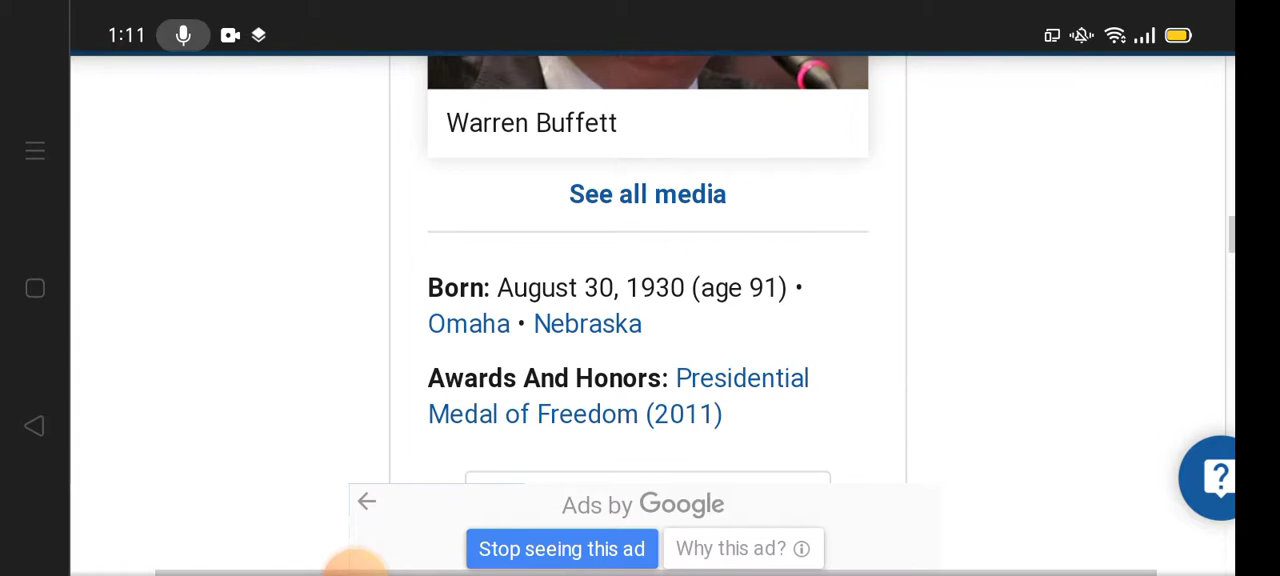 1:11
Warren Buffett
See all media
Born: August 30, 1930 (age 91) •
Omaha • Nebraska
Awards And Honors: Presidential
Medal of Freedom (2011)
Ads by Google
Stop seeing this ad
Why this ad?